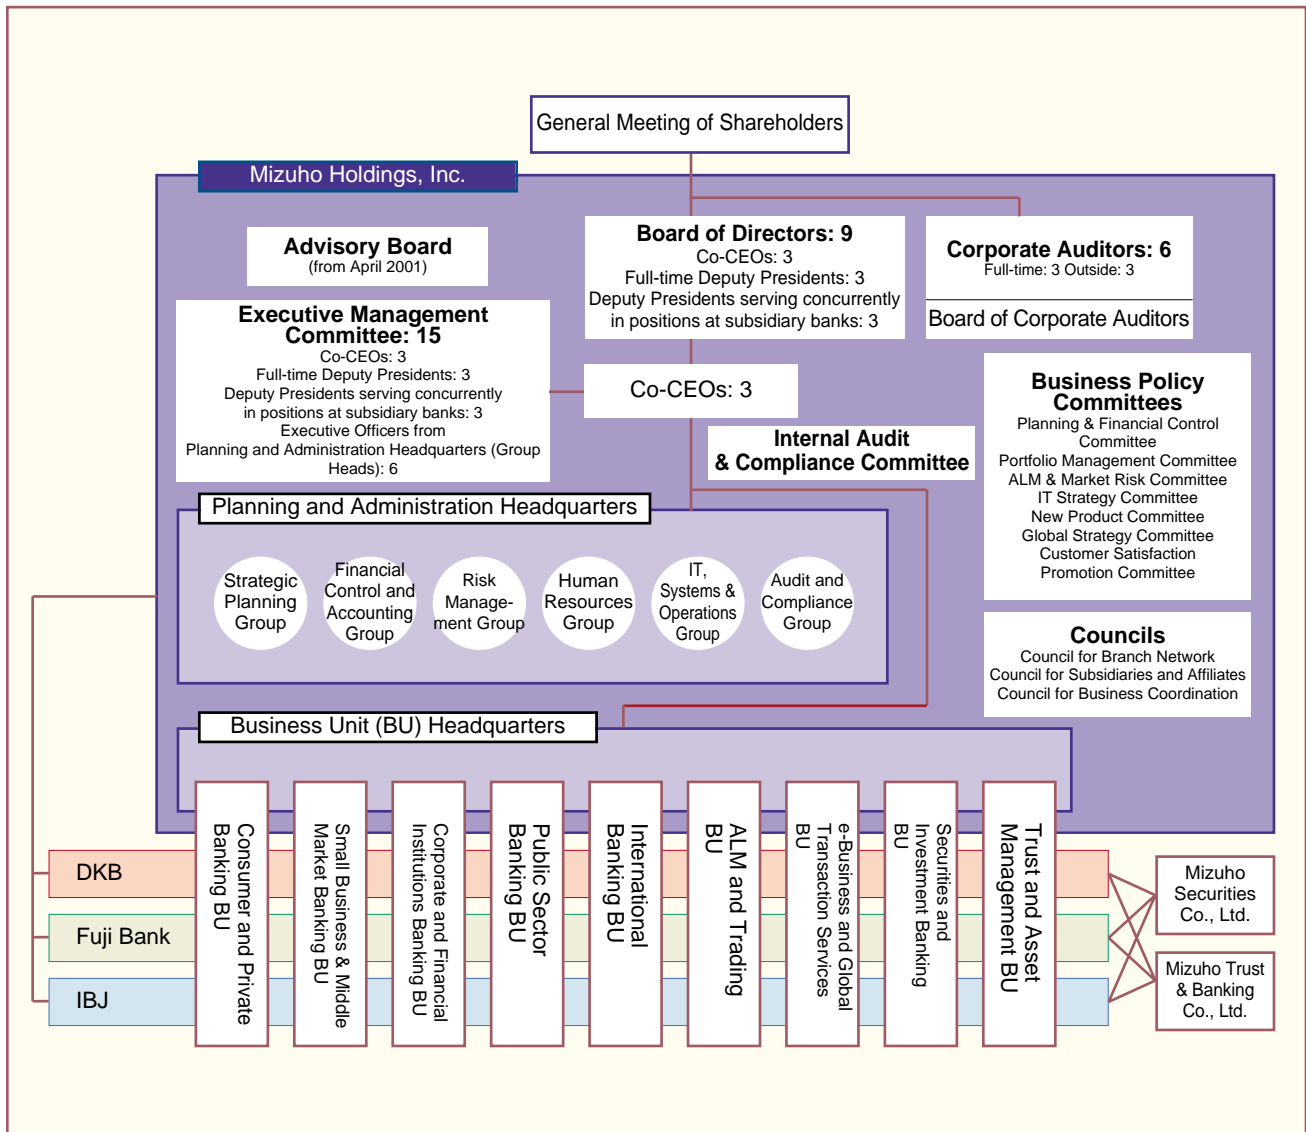 General Meeting of Shareholders
Mizuho Holdings, Inc.
Advisory Board
(from April 2001)
Board of Directors: 9
Co-CEOs: 3
Full-time Deputy Presidents: 3
Deputy Presidents serving concurrently
in positions at subsidiary banks: 3
Corporate Auditors: 6
Full-time: 3 Outside: 3
Board of Corporate Auditors
Executive Management
Committee: 15
Co-CEOs: 3
Full-time Deputy Presidents: 3
Deputy Presidents serving concurrently
in positions at subsidiary banks: 3
Executive Officers from
Planning and Administration Headquarters (Group
Heads): 6
Co-CEOs: 3
Internal Audit
& Compliance Committee
Business Policy
Committees
Planning & Financial Control
Committee
Portfolio Management Committee
ALM & Market Risk Committee
IT Strategy Committee
New Product Committee
Global Strategy Committee
Customer Satisfaction
Promotion Committee
Planning and Administration Headquarters
Strategic
Planning
Group
Financial
Control and
Accounting
Group
Risk
Manage-
ment Group
Human
Resources
Group
IT,
Systems &
Operations
Group
Audit and
Compliance
Group
Councils
Council for Branch Network
Council for Subsidiaries and Affiliates
Council for Business Coordination
Business Unit (BU) Headquarters
Consumer and Private
Banking BU
Small Business & Middle
Market Banking BU
Corporate and Financial
Institutions Banking BU
Public Sector
Banking BU
International
Banking BU
ALM and Trading
BU
e-Business and Global
Transaction Services
BU
Securities and
Investment Banking
BU
Trust and Asset
Management BU
DKB
Fuji Bank
IBJ
Mizuho
Securities
Co., Ltd.
Mizuho Trust
& Banking
Co., Ltd.